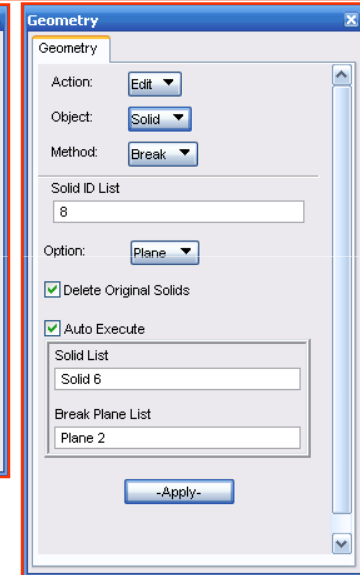 Geometry
Geometry
Action: Edit
Object: Solid
Method: Break
Solid ID List
8
Option: Plane
Delete Original Solids
Auto Execute
Solid List
Solid 6
Break Plane List
Plane 2
-Apply-